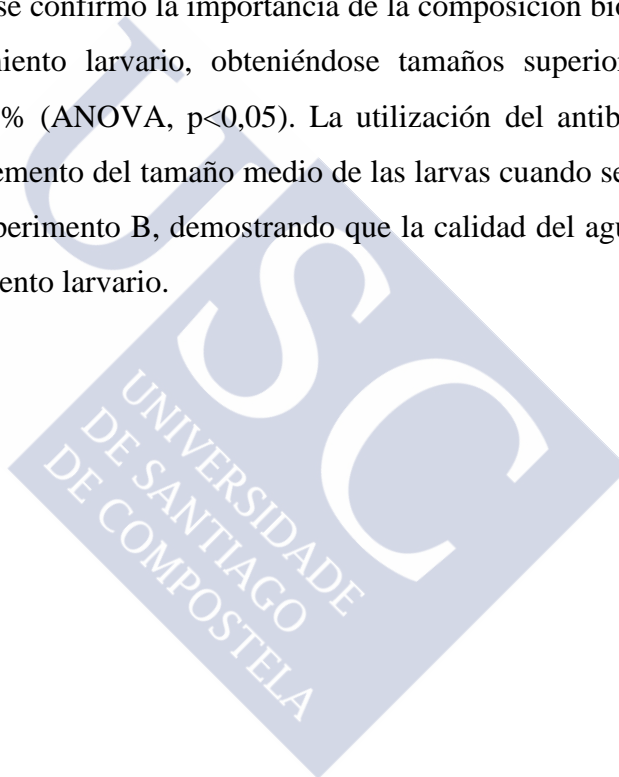 se confirmó la importancia de la composición bio
miento larvario, obteniéndose tamaños superior
% (ANOVA, p<0,05). La utilización del antib
emento del tamaño medio de las larvas cuando se
perimento B, demostrando que la calidad del agu
ento larvario.
USC
UNIVERSIDADE
DE SANTIAGO
DE COMPOSTELA